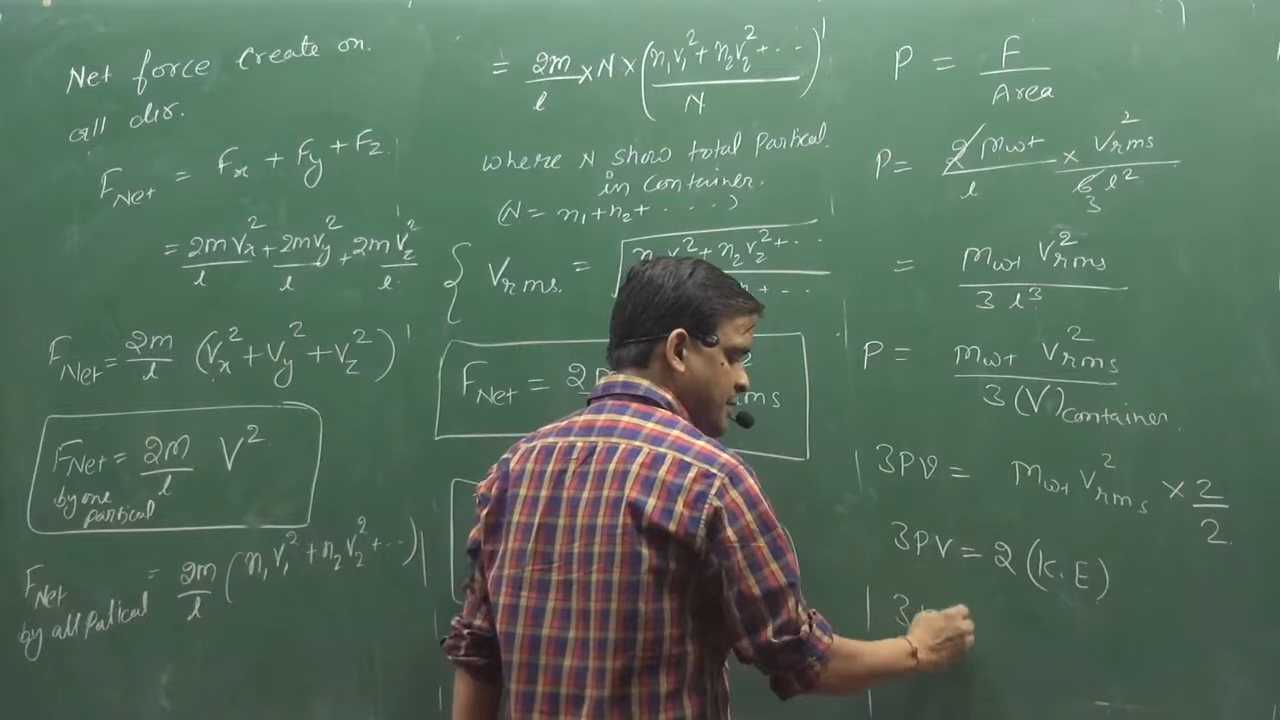 Net force create on
all dir.
F_Net = F_x + F_y + F_z
= 2mV_x^2/l + 2mV_y^2/l + 2mV_z^2/l
F_Net = 2m/l (V_x^2 + V_y^2 + V_z^2)
F_Net = 2m/l V^2
by one
partical
F_Net = 2m/l (n_1V_1^2 + n_2V_2^2 + ··)
by all Patical
= 2m/l × N × (n_1V_1^2 + n_2V_2^2 + ···/N)
where N show total Partical
in container.
(N = n_1 + n_2 + ·····)
V_rms =
F_Net = 2
ms
P = F/Area
P = 2 m_wt/l × V_rms^2/6l^2
3
= m_wt V_rms^2/3 l^3
P = m_wt V_rms^2/3(V)_container
3PV = m_wt V_rms^2 × 2/2
3PV = 2(K.E)
3